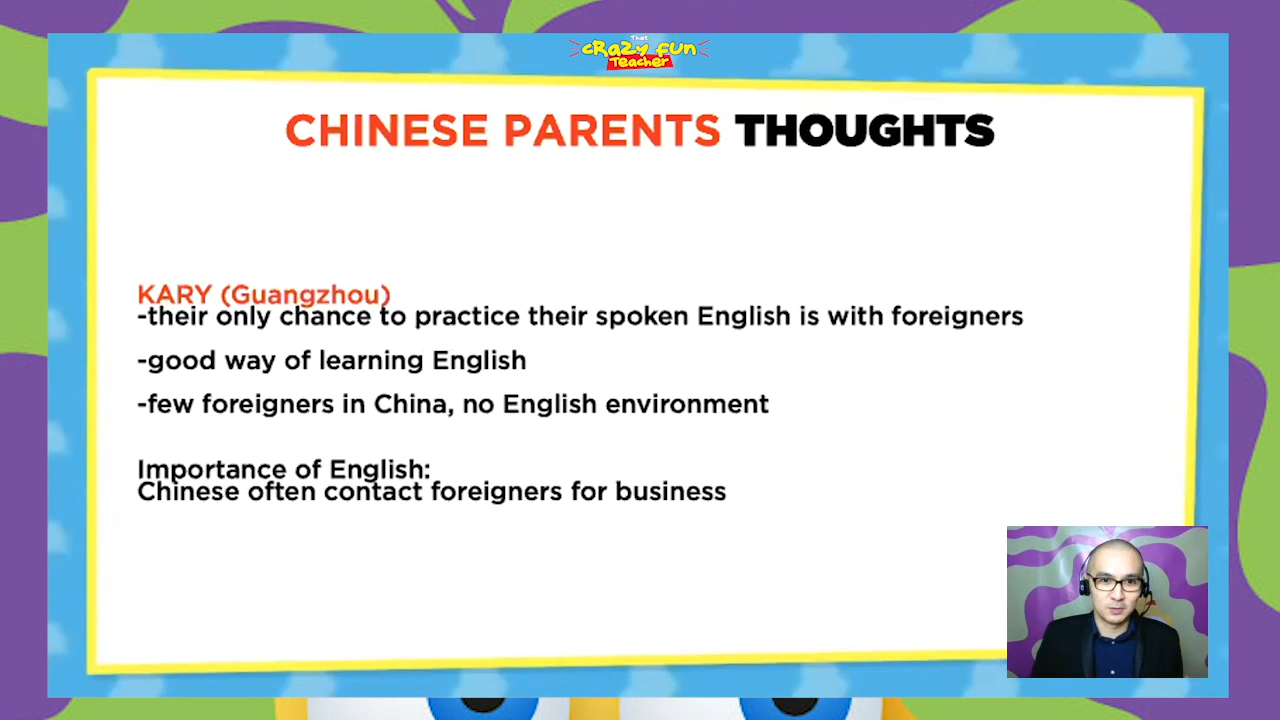 That
CRaZy fUn
Teacher
CHINESE PARENTS THOUGHTS
KARY (Guangzhou)
-their only chance to practice their spoken English is with foreigners
-good way of learning English
-few foreigners in China, no English environment
Importance of English:
Chinese often contact foreigners for business